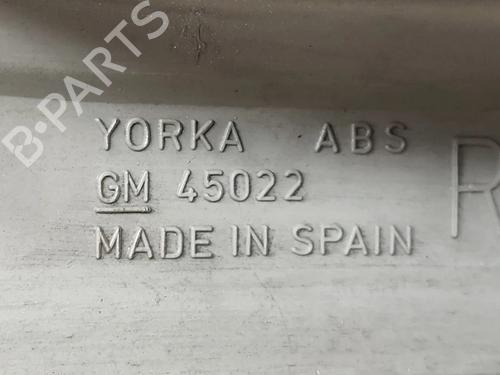 B-PARTS
YORKA ABS
GM 45022
MADE IN SPAIN
R